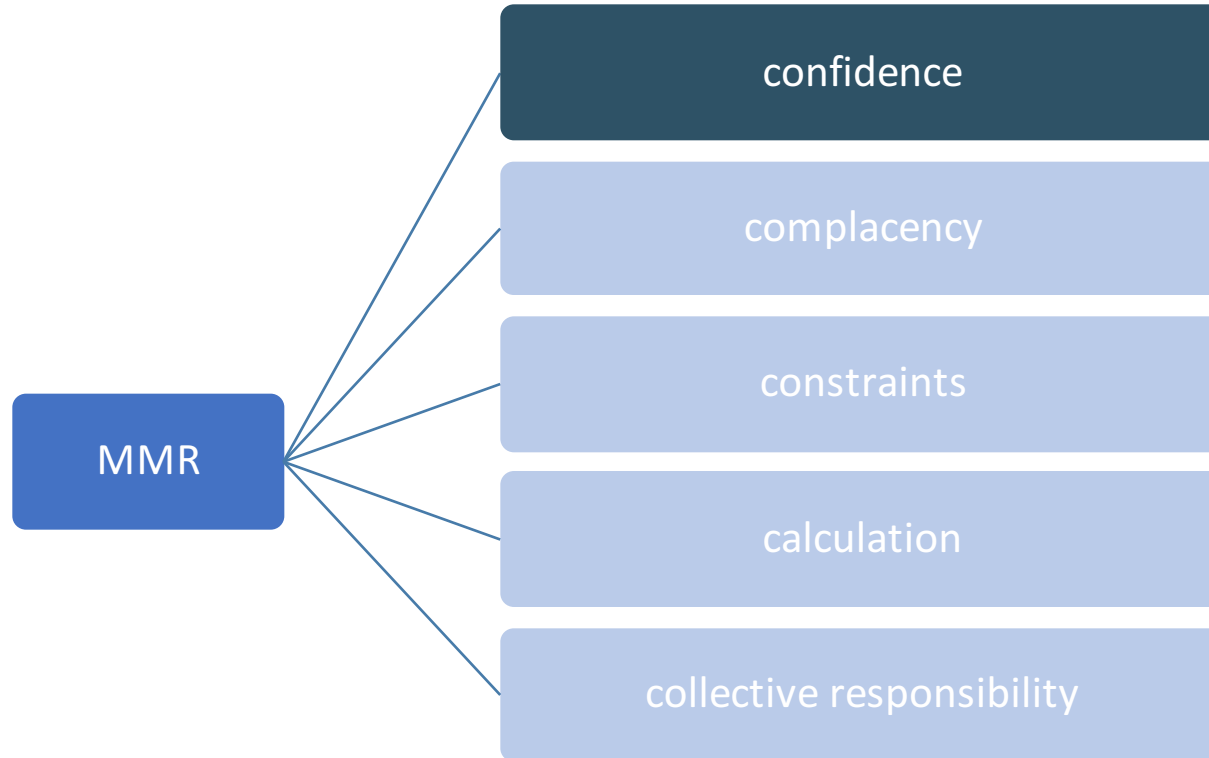 confidence
complacency
constraints
MMR
calculation
collective responsibility